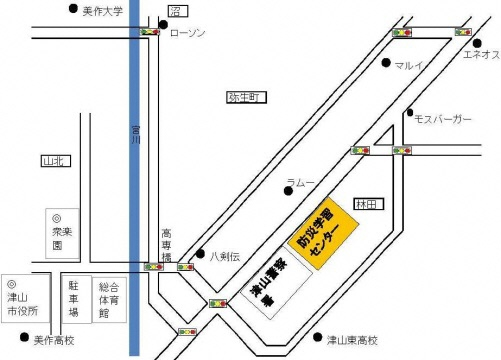 美作大学
沼
ローソン
エネオス
マルイ
弥生町
モスバーガー
宮川
山北
ラムー
林田
防災学習
センター
◎
衆楽
園
高専橋
八剣伝
津山警察
署
◎
津山
市役所
駐車場
総合
体育
館
美作高校
津山東高校